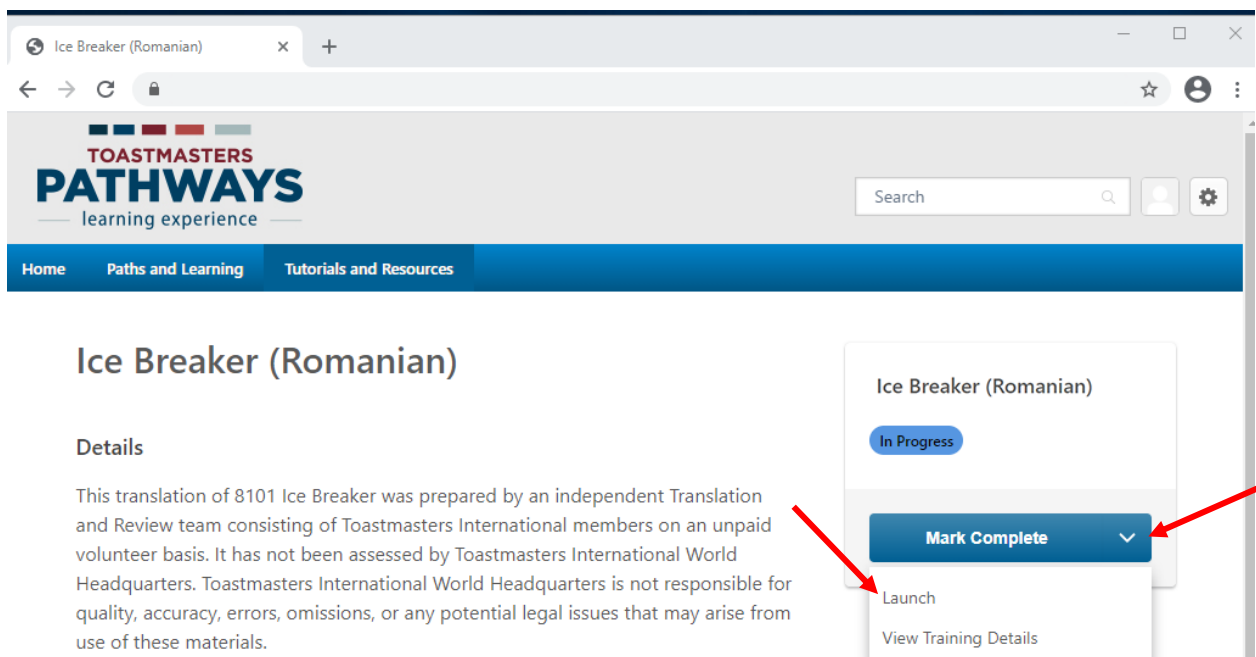 Ice Breaker (Romanian)
TOASTMASTERS
PATHWAYS
learning experience
Search
Home Paths and Learning Tutorials and Resources
Ice Breaker (Romanian)
Details
This translation of 8101 Ice Breaker was prepared by an independent Translation
and Review team consisting of Toastmasters International members on an unpaid
volunteer basis. It has not been assessed by Toastmasters International World
Headquarters. Toastmasters International World Headquarters is not responsible for
quality, accuracy, errors, omissions, or any potential legal issues that may arise from
use of these materials.
Ice Breaker (Romanian)
In Progress
Mark Complete
Launch
View Training Details